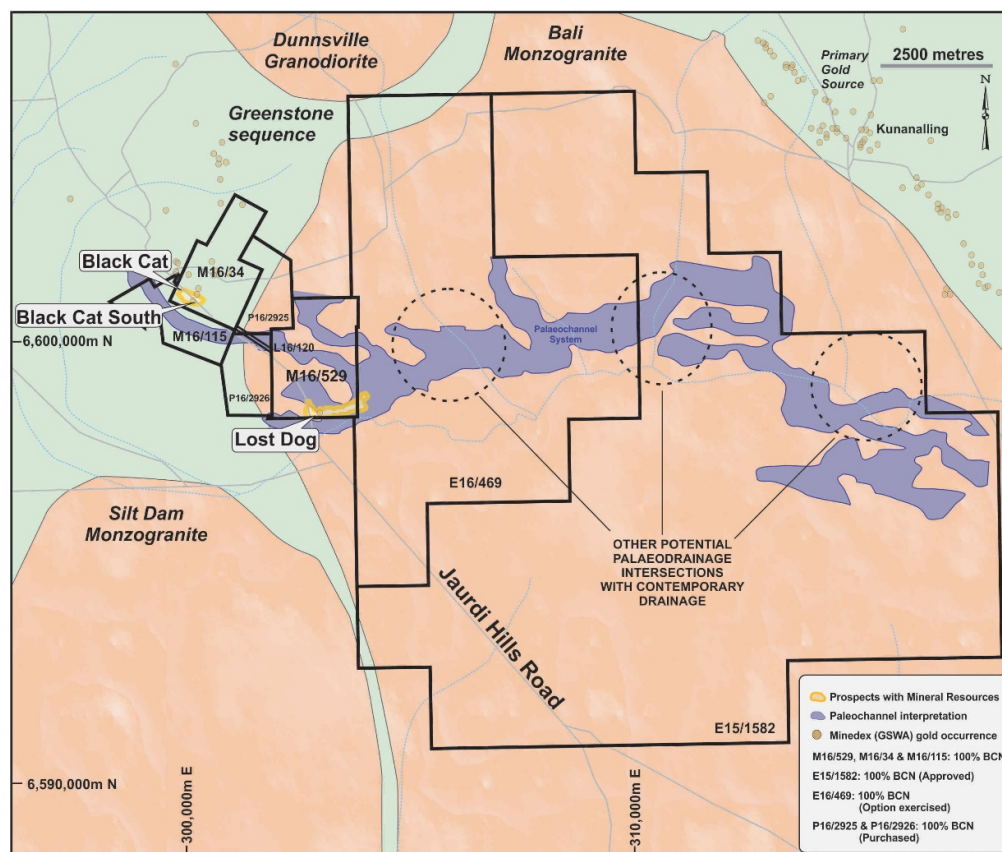 Dunnsville
Granodiorite
Bali
Monzogranite
Primary
Gold
Source
2500 metres
N
Kunanalling
Greenstone
sequence
Black Cat
M16/34
Black Cat South
P16/2925
6,600,000m N
M16/115
L16/120
Palaeochannel
System
M16/529
P16/2926
Lost Dog
E16/469
Silt Dam
Monzogranite
OTHER POTENTIAL
PALAEODRAINAGE
INTERSECTIONS
WITH CONTEMPORARY
DRAINAGE
Jaurdi Hills Road
E15/1582
6,590,000m N
300,000m E
310,000m E
Prospects with Mineral Resources
Paleochannel interpretation
Minedex (GSWA) gold occurrence
M16/529, M16/34 & M16/115: 100% BCN
E15/1582: 100% BCN (Approved)
E16/469: 100% BCN
(Option exercised)
P16/2925 & P16/2926: 100% BCN
(Purchased)